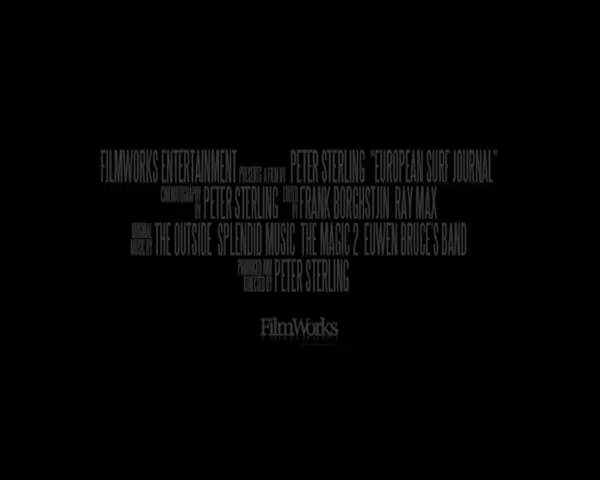 FILMWORKS ENTERTAINMENT PRESENTS A FILM BY PETER STERLING "EUROPEAN SURF JOURNAL"
CINEMATOGRAPHY BY PETER STERLING EDITED BY FRANK BORGHSTJIN RAY MAX
ORIGINAL MUSIC BY THE OUTSIDE SPLENDID MUSIC THE MAGIC 2 EUWEN BRUCE'S BAND
PRODUCED AND DIRECTED BY PETER STERLING
FilmWorks